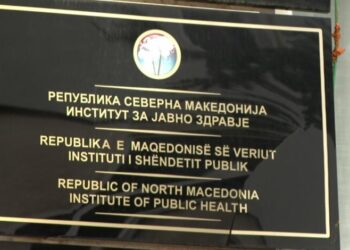 РЕПУБЛИКА СЕВЕРНА МАКЕДОНИЈА
ИНСТИТУТ ЗА ЈАВНО ЗДРАВЈЕ
REPUBLIKA E MAQEDONISË SË VERIUT
INSTITUTI I SHËNDETIT PUBLIK
REPUBLIC OF NORTH MACEDONIA
INSTITUTE OF PUBLIC HEALTH